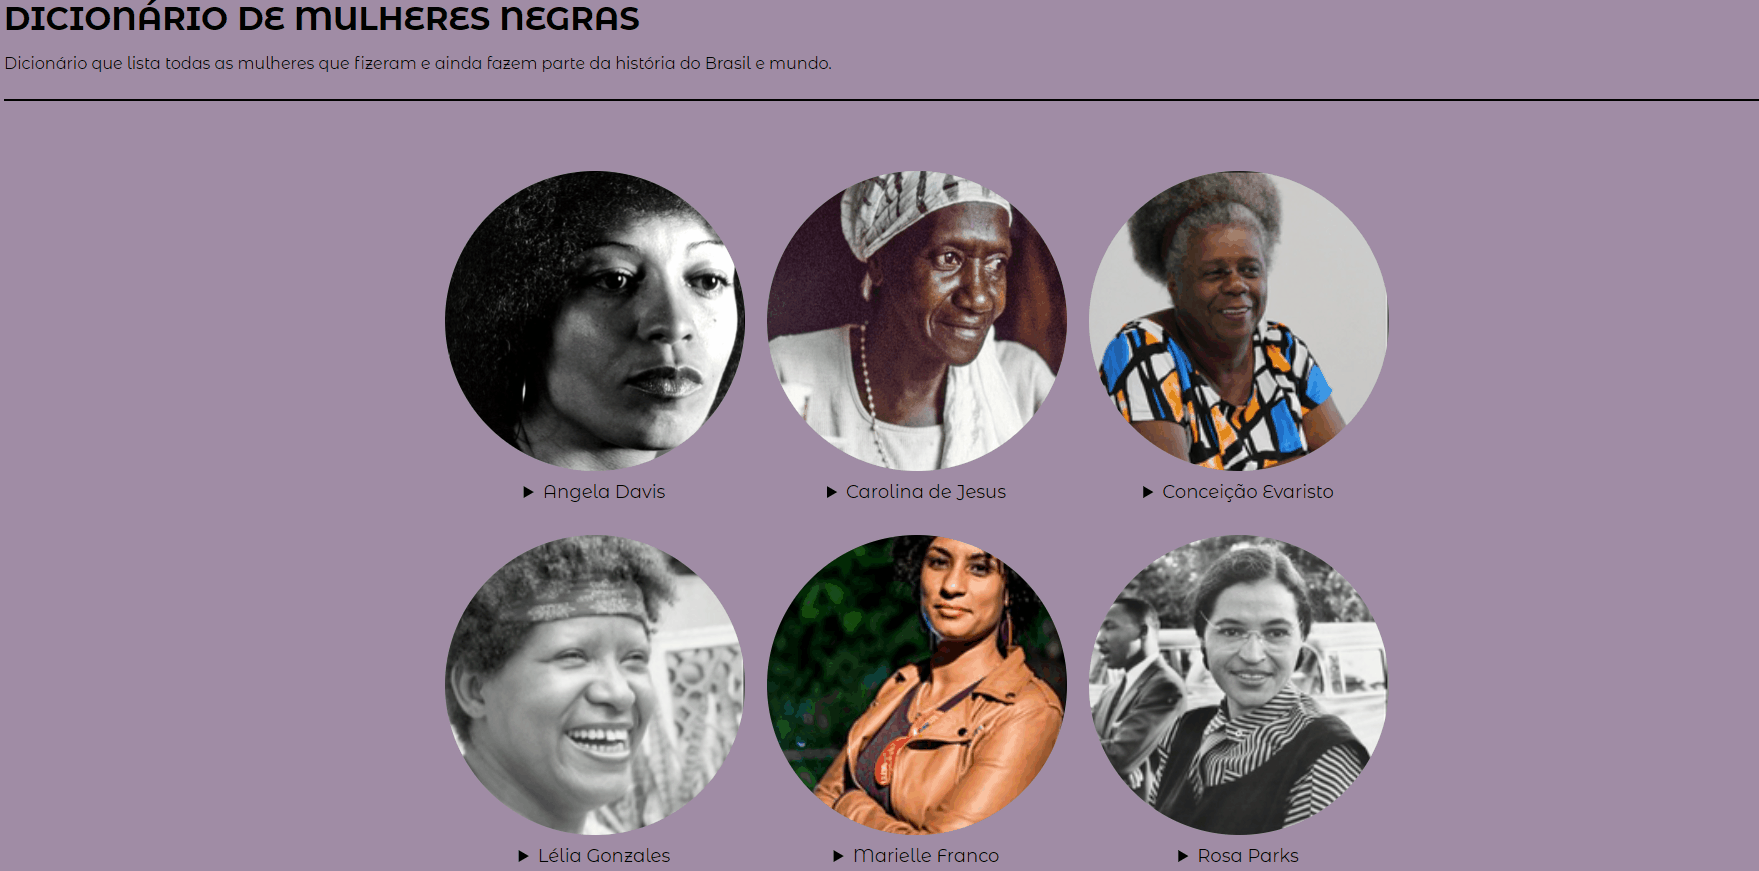 DICIONÁRIO DE MULHERES NEGRAS
Dicionário que lista todas as mulheres que fizeram e ainda fazem parte da história do Brasil e mundo.
Angela Davis
Carolina de Jesus
Conceição Evaristo
Lélia Gonzales
Marielle Franco
Rosa Parks